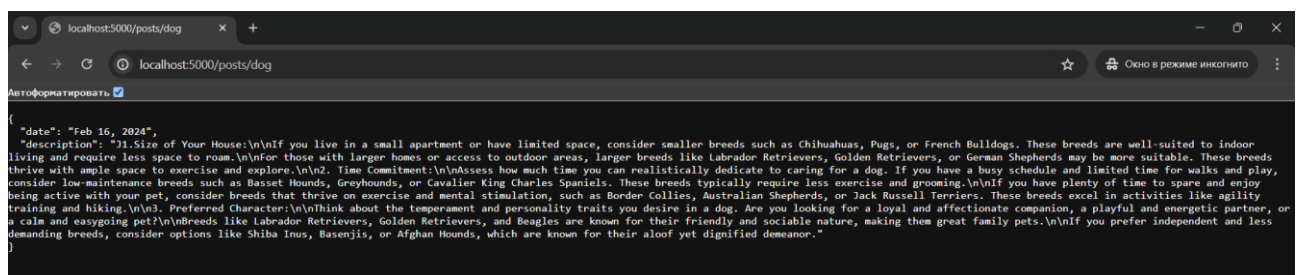 localhost:5000/posts/dog
localhost:5000/posts/dog
Окно в режиме инкогнито
Автоформатировать
{
"date": "Feb 16, 2024",
"description": "J1.Size of Your House:\n\nIf you live in a small apartment or have limited space, consider smaller breeds such as Chihuahuas, Pugs, or French Bulldogs. These breeds are well-suited to indoor
living and require less space to roam.\n\nFor those with larger homes or access to outdoor areas, larger breeds like Labrador Retrievers, Golden Retrievers, or German Shepherds may be more suitable. These breeds
thrive with ample space to exercise and explore.\n\n2. Time Commitment:\n\nAssess how much time you can realistically dedicate to caring for a dog. If you have a busy schedule and limited time for walks and play,
consider low-maintenance breeds such as Basset Hounds, Greyhounds, or Cavalier King Charles Spaniels. These breeds typically require less exercise and grooming.\n\nIf you have plenty of time to spare and enjoy
being active with your pet, consider breeds that thrive on exercise and mental stimulation, such as Border Collies, Australian Shepherds, or Jack Russell Terriers. These breeds excel in activities like agility
training and hiking.\n\n3. Preferred Character:\n\nThink about the temperament and personality traits you desire in a dog. Are you looking for a loyal and affectionate companion, a playful and energetic partner, or
a calm and easygoing pet?\n\nBreeds like Labrador Retrievers, Golden Retrievers, and Beagles are known for their friendly and sociable nature, making them great family pets.\n\nIf you prefer independent and less
demanding breeds, consider options like Shiba Inus, Basenjis, or Afghan Hounds, which are known for their aloof yet dignified demeanor."
}